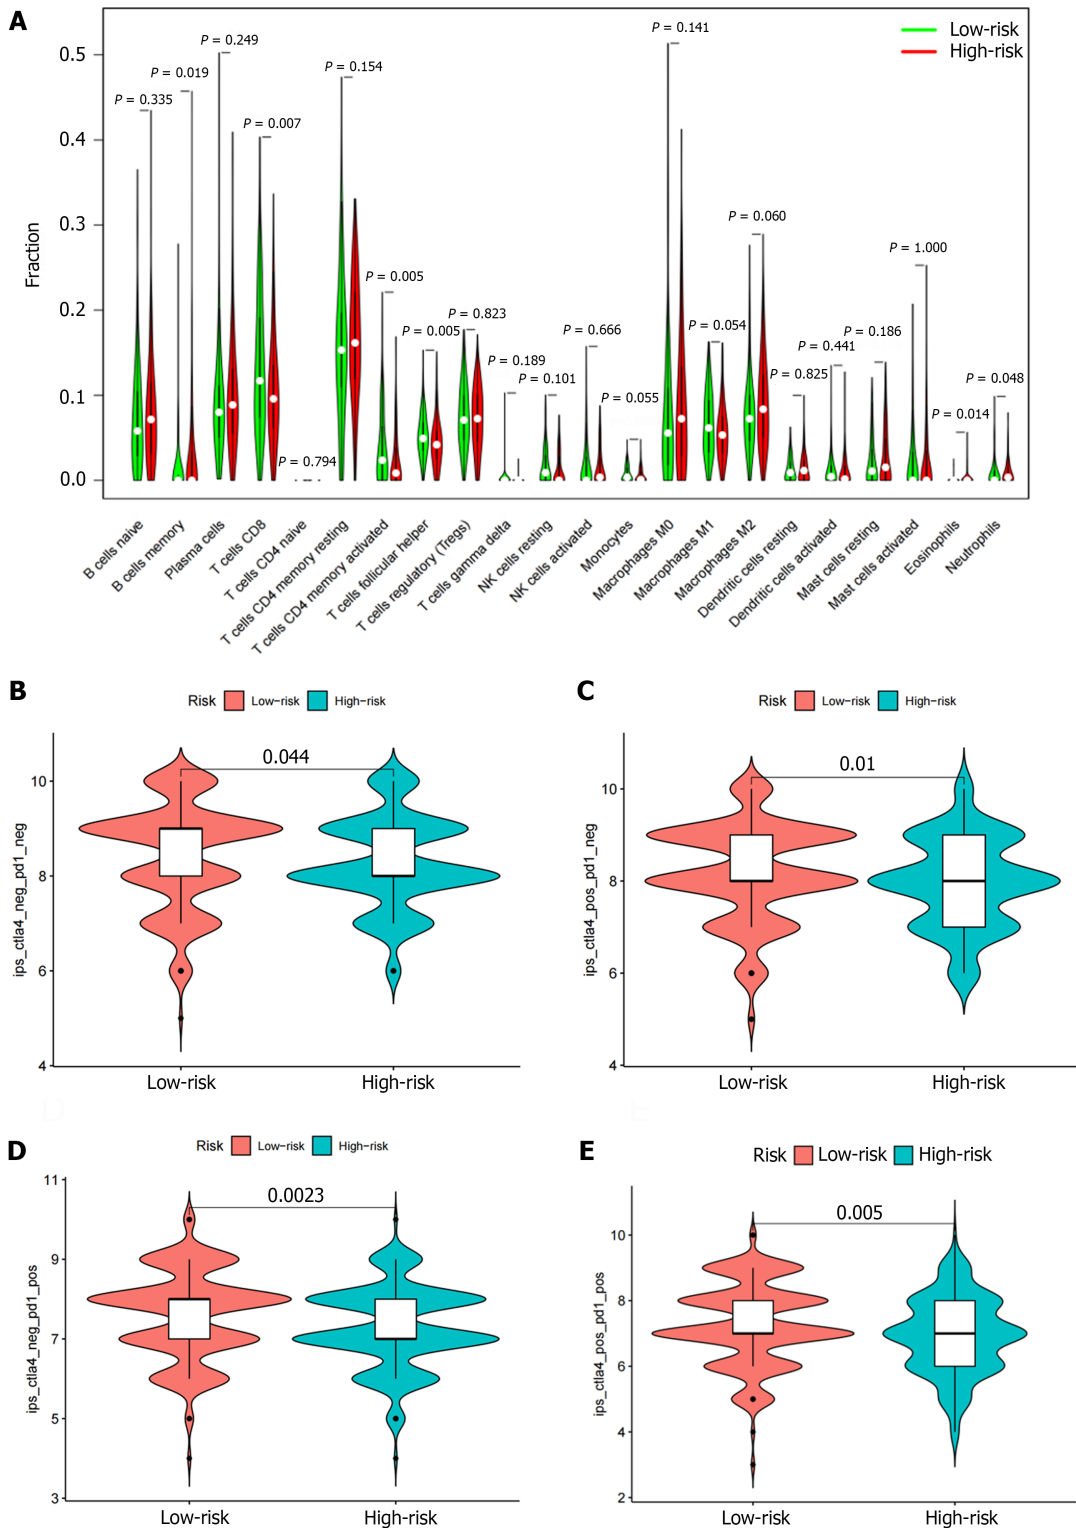 A
Low-risk
High-risk
P = 0.335
P = 0.019
P = 0.249
P = 0.007
P = 0.794
P = 0.154
P = 0.005
P = 0.005
P = 0.823
P = 0.189
P = 0.101
P = 0.666
P = 0.055
P = 0.141
P = 0.054
P = 0.060
P = 0.825
P = 0.441
P = 0.186
P = 1.000
P = 0.014
P = 0.048
Fraction
0.5
0.4
0.3
0.2
0.1
0.0
B cells naive
B cells memory
Plasma cells
T cells CD8
T cells CD4 naive
T cells CD4 memory resting
T cells CD4 memory activated
T cells follicular helper
T cells regulatory (Tregs)
T cells gamma delta
NK cells resting
NK cells activated
Monocytes
Macrophages M0
Macrophages M1
Macrophages M2
Dendritic cells resting
Dendritic cells activated
Mast cells resting
Mast cells activated
Eosinophils
Neutrophils
B
Risk Low-risk High-risk
0.044
ips_ctla4_neg_pd1_neg
10
8
6
4
Low-risk High-risk
C
Risk Low-risk High-risk
0.01
ips_ctla4_pos_pd1_neg
10
8
6
4
Low-risk High-risk
D
Risk Low-risk High-risk
0.0023
ips_ctla4_neg_pd1_pos
11
9
7
5
3
Low-risk High-risk
E
Risk Low-risk High-risk
0.005
ips_ctla4_pos_pd1_pos
10
8
6
4
2
Low-risk High-risk